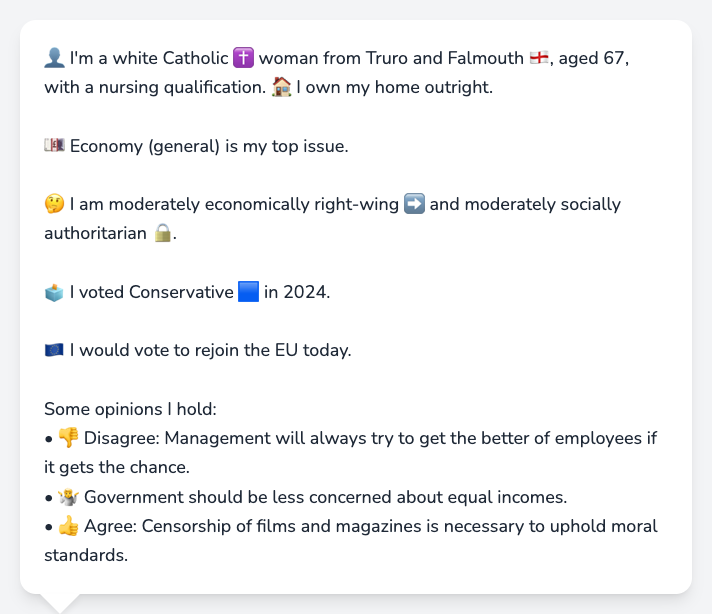 👤 I'm a white Catholic ✝️ woman from Truro and Falmouth 🏴󠁧󠁢󠁥󠁮󠁧󠁿, aged 67,
with a nursing qualification. 🏠 I own my home outright.
💷 Economy (general) is my top issue.
🤔 I am moderately economically right-wing ➡️ and moderately socially
authoritarian 🔒.
🗳️ I voted Conservative 🟦 in 2024.
🇪🇺 I would vote to rejoin the EU today.
Some opinions I hold:
• 👎 Disagree: Management will always try to get the better of employees if
it gets the chance.
• 🤷 Government should be less concerned about equal incomes.
• 👍 Agree: Censorship of films and magazines is necessary to uphold moral
standards.